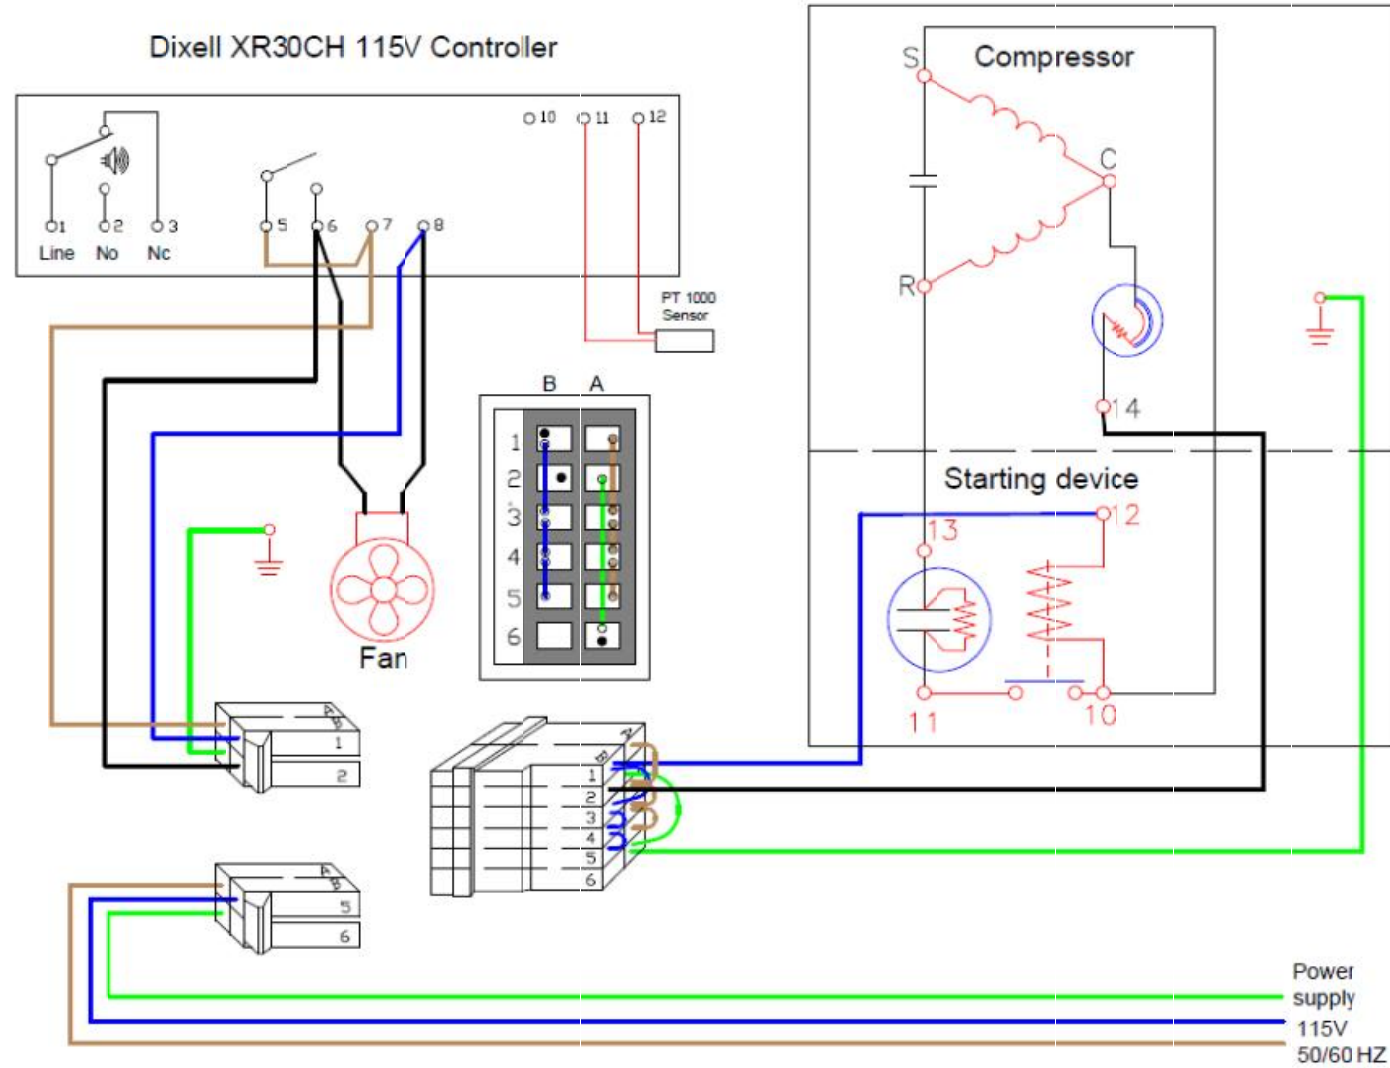 Dixell XR30CH 115V Controller
1 2 3
Line No Nc
5 6 7 8
10 11 12
PT 1000
Sensor
Fan
B A
1
2
3
4
5
6
Compressor
S
C
R
14
Starting device
12
13
11
10
A
B
1
2
A
B
5
6
A
B
1
2
3
4
5
6
Power
supply
115V
50/60 HZ